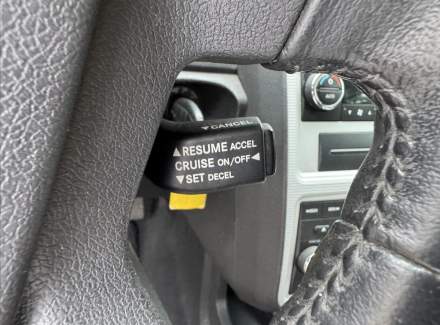 ▼CANCEL
▲RESUME ACCEL
CRUISE ON/OFF◀
▼SET DECEL